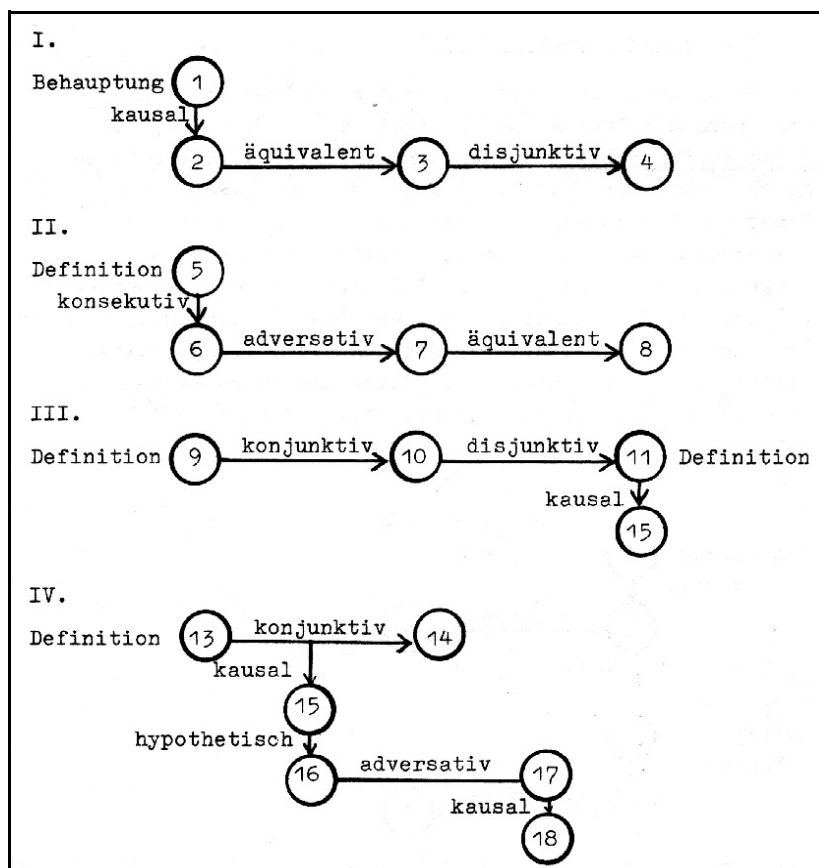 I.
Behauptung 1
kausal
2 äquivalent 3 disjunktiv 4
II.
Definition 5
konsekutiv
6 adversativ 7 äquivalent 8
III.
Definition 9 konjunktiv 10 disjunktiv 11 Definition
kausal
15
IV.
Definition 13 konjunktiv 14
kausal
15
hypothetisch
16 adversativ 17
kausal
18